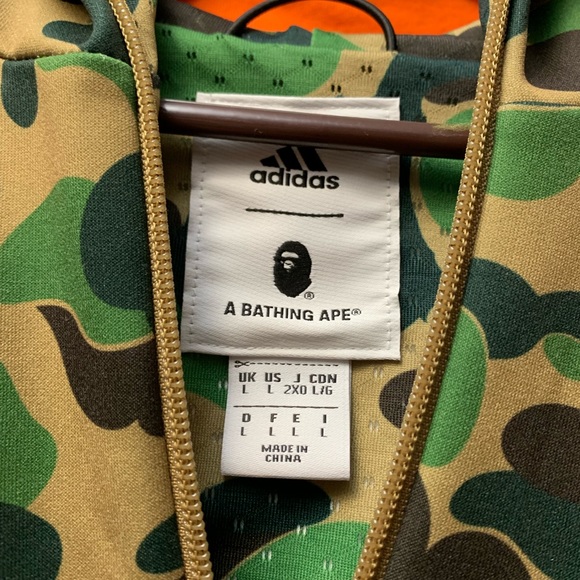 adidas
®
A BATHING APE®
UK US J CDN
L L 2XO L/G
D F E I
L L L L
MADE IN
CHINA